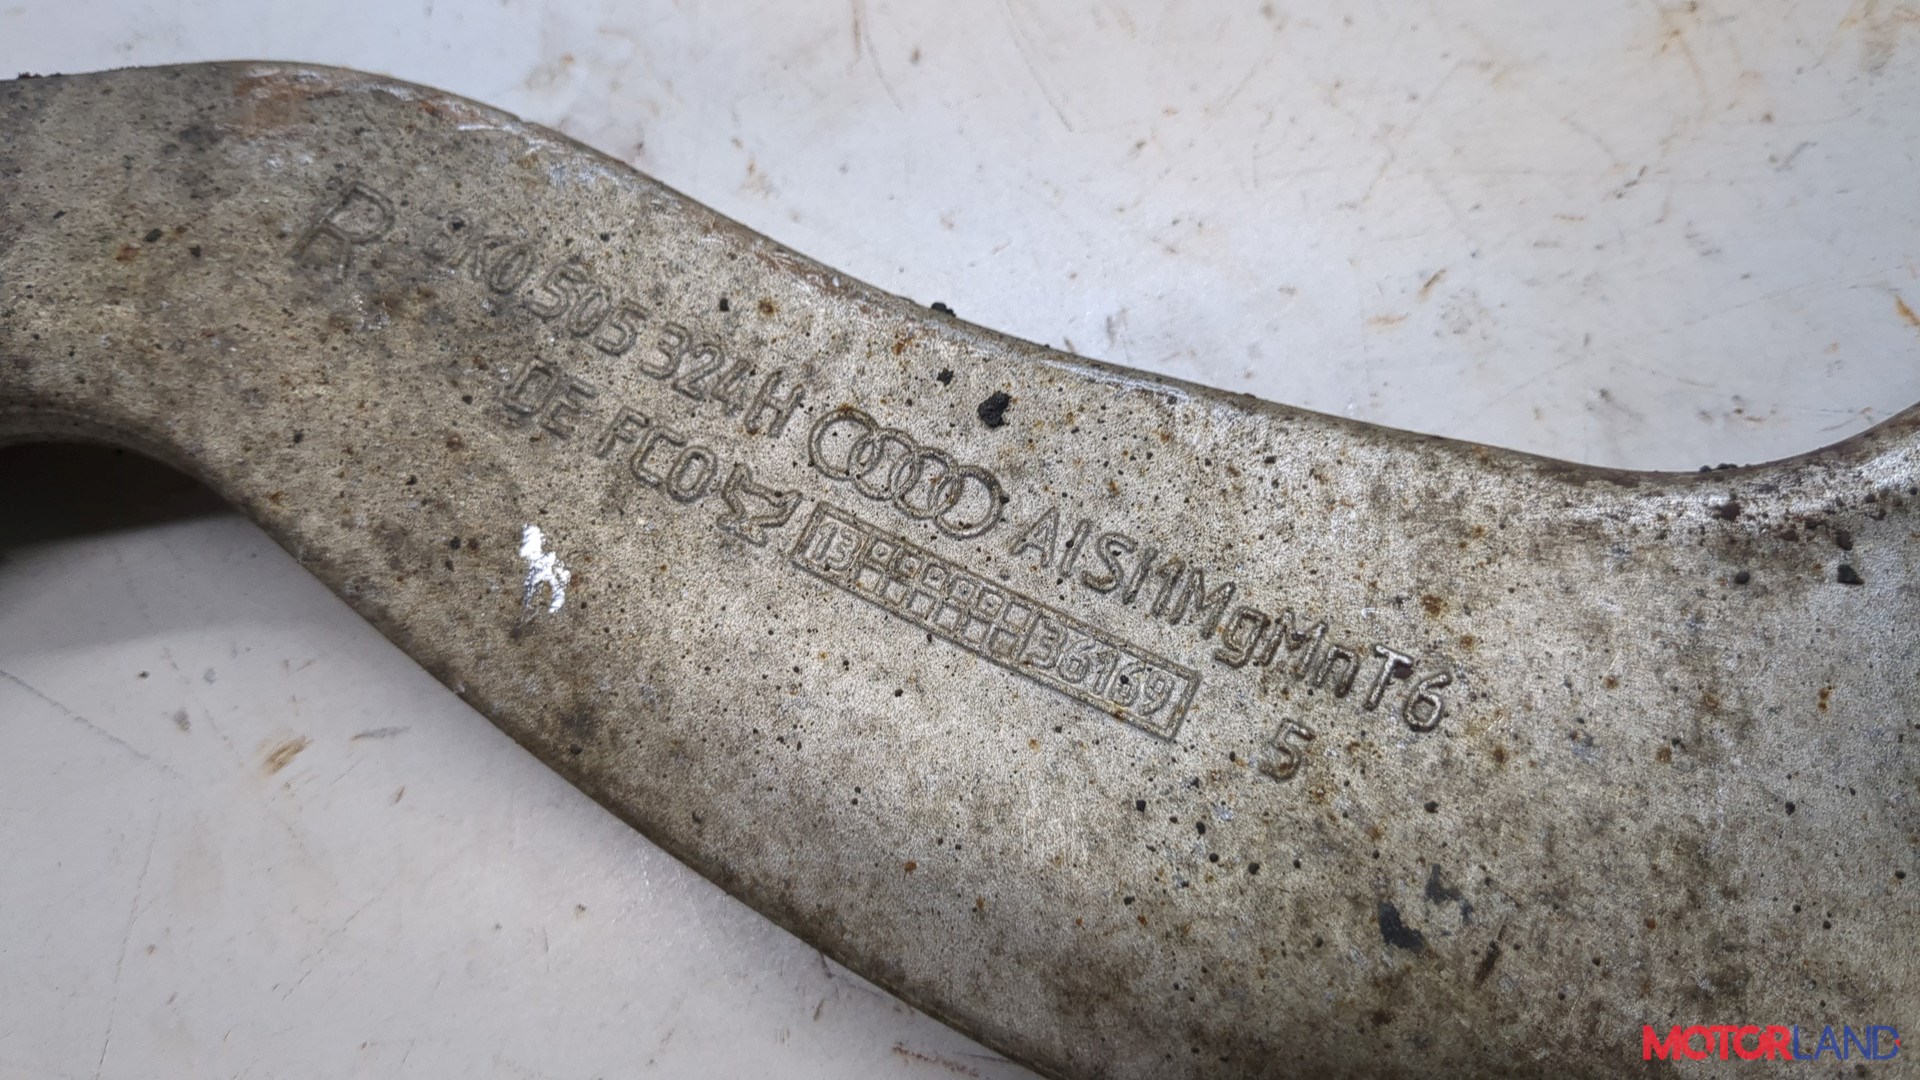 R 8K0 505 324 H AlSi1MgMnT6
DE FCO
13 36169 5
MOTORLAND